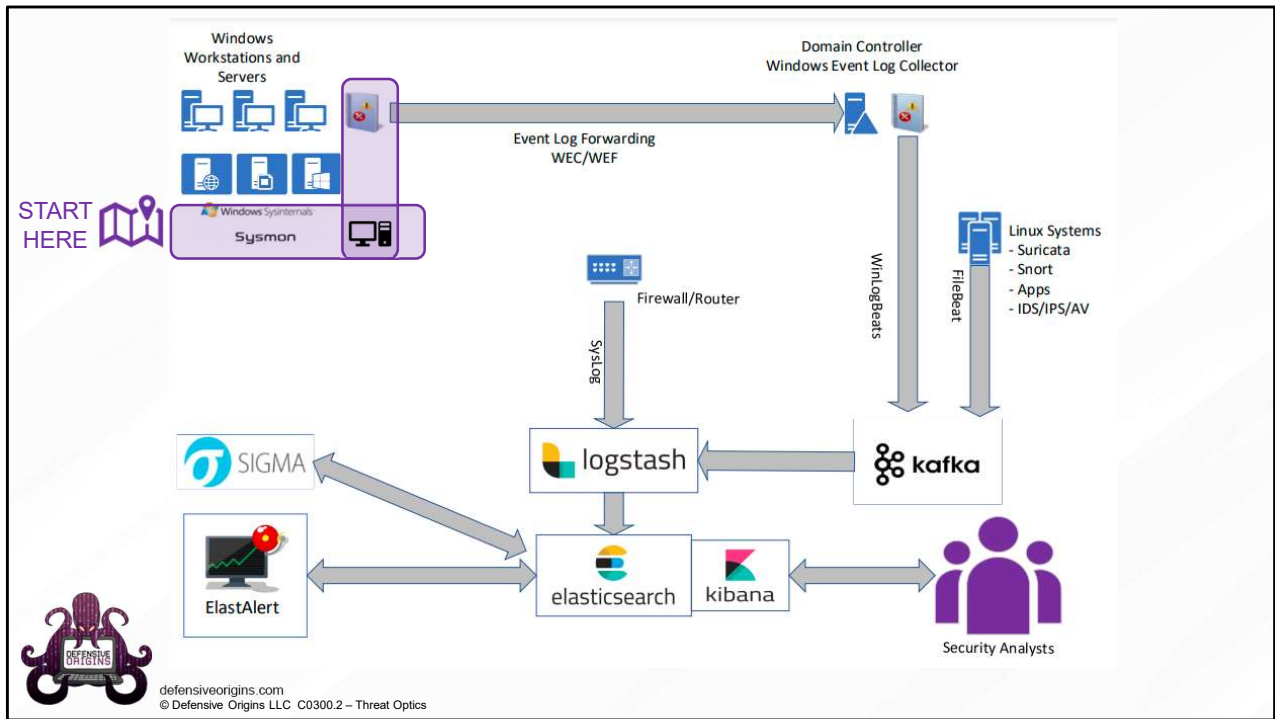 Windows
Workstations and
Servers
Domain Controller
Windows Event Log Collector
Event Log Forwarding
WEC/WEF
START
HERE
Windows Sysinternals
Sysmon
Firewall/Router
SysLog
WinLogBeats
FileBeat
Linux Systems
- Suricata
- Snort
- Apps
- IDS/IPS/AV
SIGMA
logstash
kafka
ElastAlert
elasticsearch
kibana
Security Analysts
DEFENSIVE
ORIGINS
defensiveorigins.com
© Defensive Origins LLC C0300.2 – Threat Optics